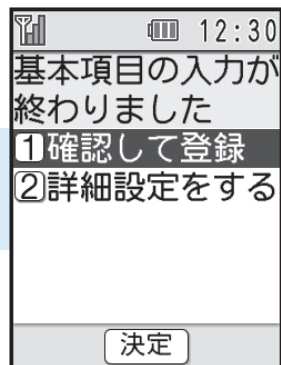 12:30
基本項目の入力が
終わりました
1確認して登録
2詳細設定をする
決定